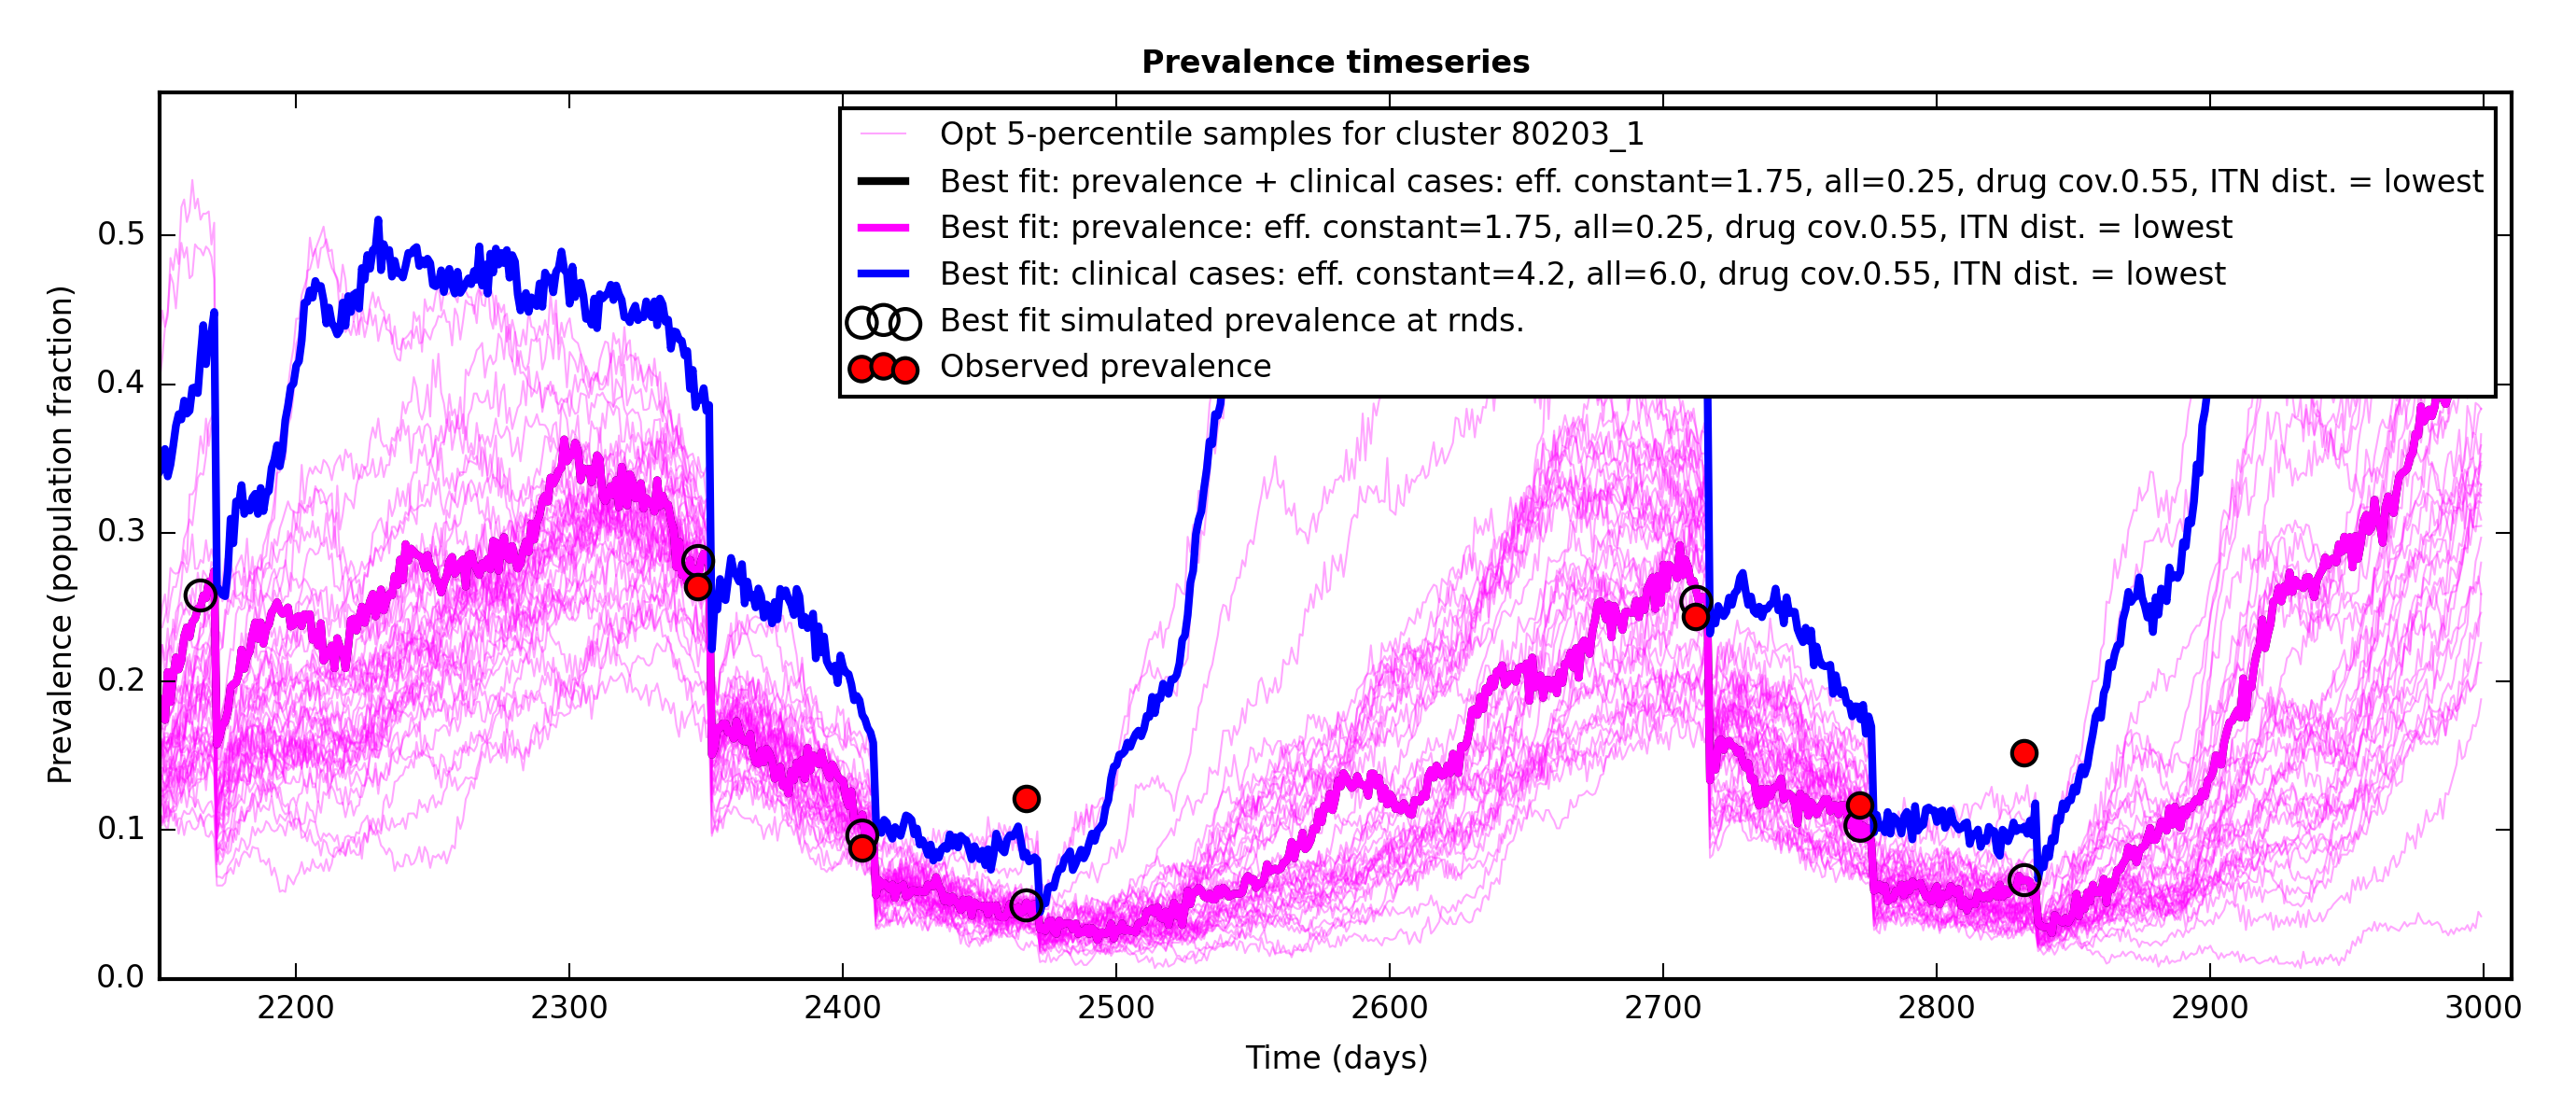 Prevalence timeseries
Opt 5-percentile samples for cluster 80203_1
Best fit: prevalence + clinical cases: eff. constant=1.75, all=0.25, drug cov.0.55, ITN dist. = lowest
Best fit: prevalence: eff. constant=1.75, all=0.25, drug cov.0.55, ITN dist. = lowest
Best fit: clinical cases: eff. constant=4.2, all=6.0, drug cov.0.55, ITN dist. = lowest
Best fit simulated prevalence at rnds.
Observed prevalence
Prevalence (population fraction)
0.5
0.4
0.3
0.2
0.1
0.0
2200 2300 2400 2500 2600 2700 2800 2900 3000
Time (days)